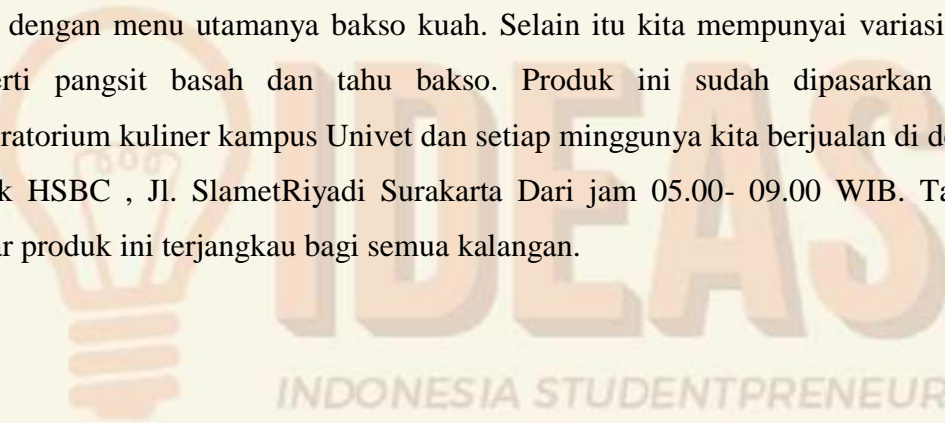 dengan menu utamanya bakso kuah. Selain itu kita mempunyai variasi
erti pangsit basah dan tahu bakso. Produk ini sudah dipasarkan
ratorium kuliner kampus Univet dan setiap minggunya kita berjualan di de
k HSBC , Jl. SlametRiyadi Surakarta Dari jam 05.00- 09.00 WIB. Ta
r produk ini terjangkau bagi semua kalangan.
IDEAS
INDONESIA STUDENTPRENEUR